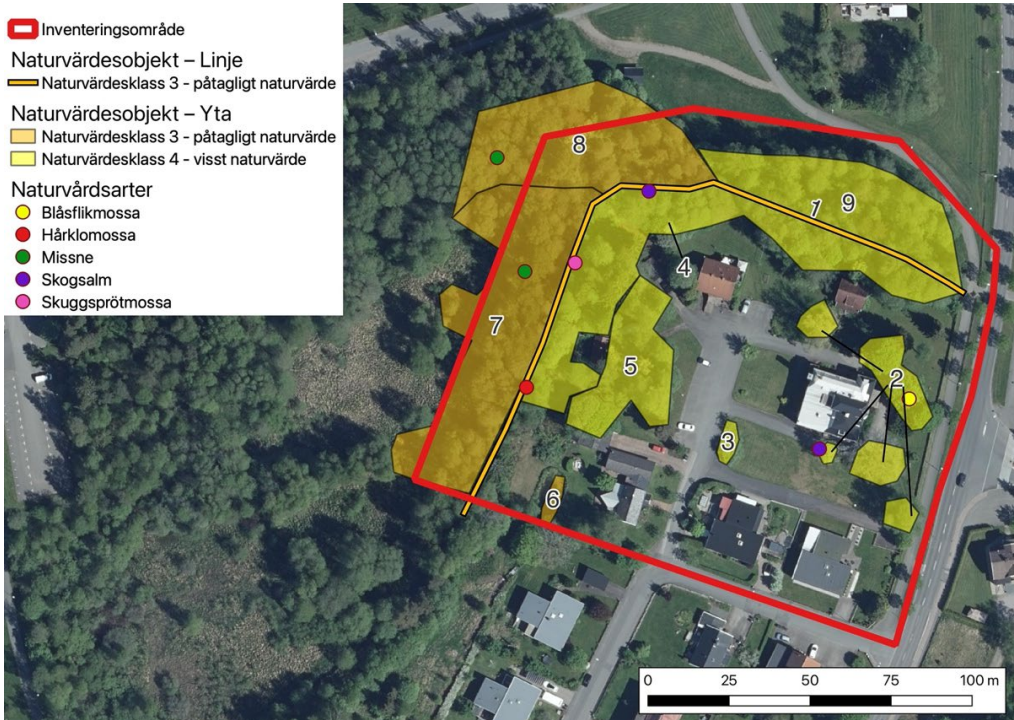 Inventeringsområde
Naturvärdesobjekt – Linje
Naturvärdesklass 3 - påtagligt naturvärde
Naturvärdesobjekt – Yta
Naturvärdesklass 3 - påtagligt naturvärde
Naturvärdesklass 4 - visst naturvärde
Naturvårdsarter
Blåsflikmossa
Hårklomossa
Missne
Skogsalm
Skuggsprötmossa
8
1
9
4
7
5
2
3
6
0 25 50 75 100 m